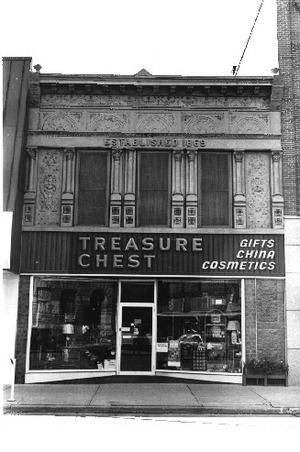 ESTABLISHED 1869
TREASURE
CHEST
GIFTS
CHINA
COSMETICS